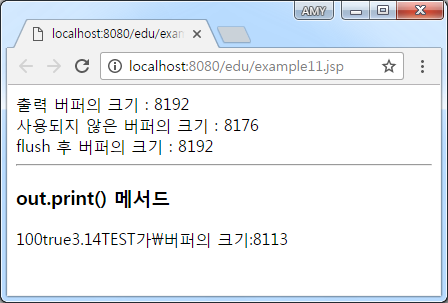 AMY
localhost:8080/edu/exam
localhost:8080/edu/example11.jsp
출력 버퍼의 크기 : 8192
사용되지 않은 버퍼의 크기 : 8176
flush 후 버퍼의 크기 : 8192
out.print() 메서드
100true3.14TEST가₩버퍼의 크기:8113